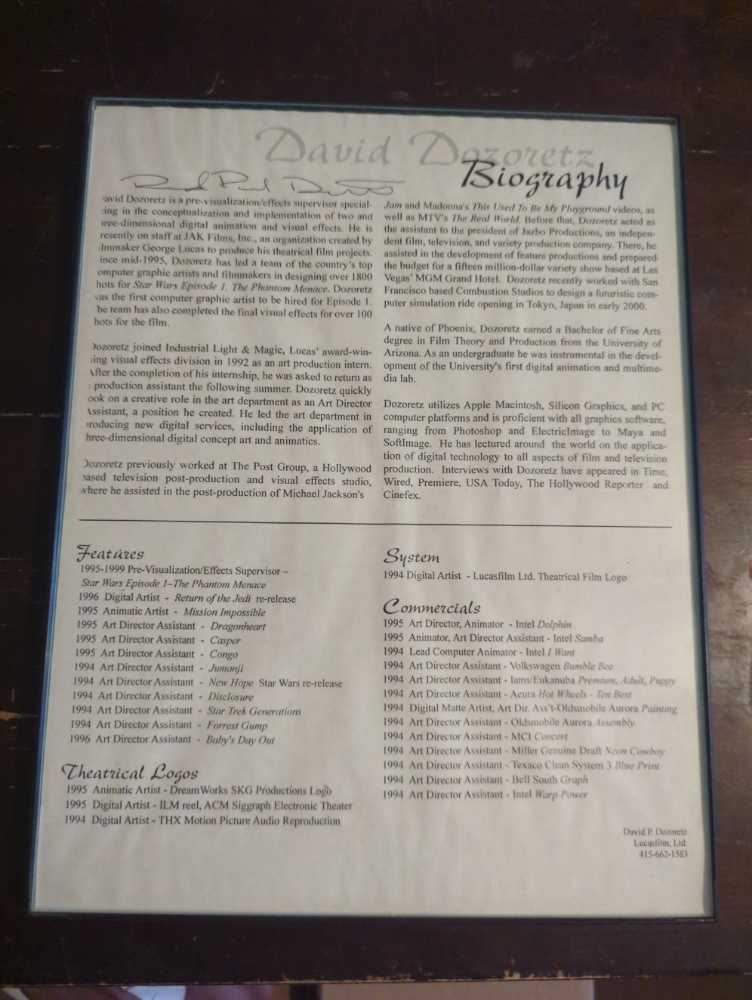 David Dozoretz
Biography
avid Dozoretz is a pre-visualization/effects supervisor special-
ing in the conceptualization and implementation of two and
ree-dimensional digital animation and visual effects. He is
recently on staff at JAK Films, Inc., an organization created by
lmmaker George Lucas to produce his theatrical film projects.
ince mid-1995, Dozoretz has led a team of the country's top
omputer graphic artists and filmmakers in designing over 1800
hots for Star Wars Episode 1. The Phantom Menace. Dozoretz
as the first computer graphic artist to be hired for Episode 1.
he team has also completed the final visual effects for over 100
hots for the film.
Dozoretz joined Industrial Light & Magic, Lucas' award-win-
ing visual effects division in 1992 as an art production intern.
After the completion of his internship, he was asked to return as
production assistant the following summer. Dozoretz quickly
ook on a creative role in the art department as an Art Director
Assistant, a position he created. He led the art department in
troducing new digital services, including the application of
hree-dimensional digital concept art and animatics.
Dozoretz previously worked at The Post Group, a Hollywood
based television post-production and visual effects studio,
where he assisted in the post-production of Michael Jackson's
Jam and Madonna's This Used To Be My Playground videos, as
well as MTV's The Real World. Before that, Dozoretz acted as
the assistant to the president of Productions, an indepen-
dent film, television, and variety production company. There, he
assisted in the development of feature productions and prepared
the budget for a fifteen million-dollar variety show based at Las
Vegas' MGM Grand Hotel. Dozoretz recently worked with San
Francisco based Combustion Studios to design a futuristic com-
puter simulation ride opening in Tokyo, Japan in early 2000.
A native of Phoenix, Dozoretz earned a Bachelor of Fine Arts
degree in Film Theory and Production from the University of
Arizona. As an undergraduate he was instrumental in the devel-
opment of the University's first digital animation and multime-
dia lab.
Dozoretz utilizes Apple Macintosh, Silicon Graphics, and PC
computer platforms and is proficient with all graphics software,
ranging from Photoshop and ElectricImage to Maya and
SoftImage. He has lectured around the world on the applica-
tion of digital technology to all aspects of film and television
production. Interviews with Dozoretz have appeared in Time,
Wired, Premiere, USA Today, The Hollywood Reporter and
Cinefex.
Features
1995-1999 Pre-Visualization/Effects Supervisor –
Star Wars Episode 1–The Phantom Menace
1996 Digital Artist - Return of the Jedi re-release
1995 Animatic Artist - Mission Impossible
1995 Art Director Assistant - Dragonheart
1995 Art Director Assistant - Casper
1995 Art Director Assistant - Congo
1994 Art Director Assistant - Jumanji
1994 Art Director Assistant - New Hope Star Wars re-release
1994 Art Director Assistant - Disclosure
1994 Art Director Assistant - Star Trek Generations
1994 Art Director Assistant - Forrest Gump
1996 Art Director Assistant - Baby's Day Out
Theatrical Logos
1995 Animatic Artist - DreamWorks SKG Productions Logo
1995 Digital Artist - ILM reel, ACM Siggraph Electronic Theater
1994 Digital Artist - THX Motion Picture Audio Reproduction
System
1994 Digital Artist - Lucasfilm Ltd. Theatrical Film Logo
Commercials
1995 Art Director, Animator - Intel Dolphin
1995 Animator, Art Director Assistant - Intel Samba
1994 Lead Computer Animator - Intel I Want
1994 Art Director Assistant - Volkswagen Bumble Bee
1994 Art Director Assistant - Iams/Eukanuba Premium, Adult, Puppy
1994 Art Director Assistant - Acura Hot Wheels - Ten Best
1994 Digital Matte Artist, Art Dir. Ass't-Oldsmobile Aurora Painting
1994 Art Director Assistant - Oldsmobile Aurora Assembly
1994 Art Director Assistant - MCI Concert
1994 Art Director Assistant - Miller Genuine Draft Neon Cowboy
1994 Art Director Assistant - Texaco Clean System 3 Blue Print
1994 Art Director Assistant - Bell South Graph
1994 Art Director Assistant - Intel Warp Power
David P. Dozoretz
Lucasfilm, Ltd.
415-662-1583